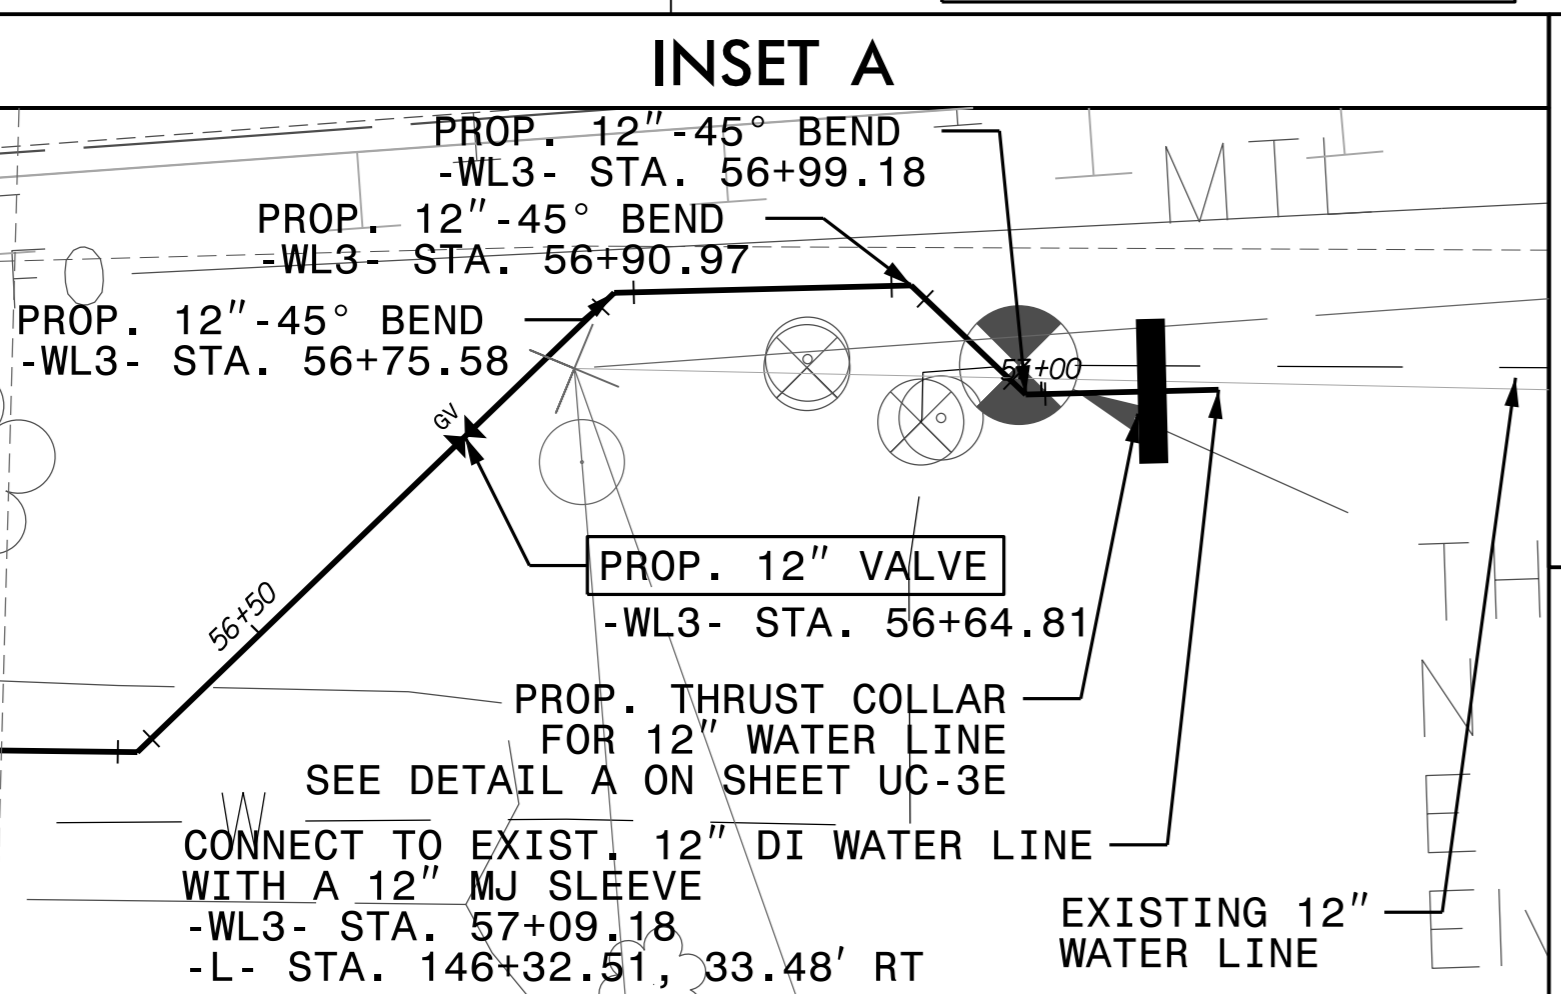 INSET A
PROP. 12"-45° BEND
-WL3- STA. 56+99.18
PROP. 12"-45° BEND
-WL3- STA. 56+90.97
PROP. 12"-45° BEND
-WL3- STA. 56+75.58
MTL
O
57+00
GV
56+50
PROP. 12" VALVE
-WL3- STA. 56+64.81
PROP. THRUST COLLAR
FOR 12" WATER LINE
SEE DETAIL A ON SHEET UC-3E
W
CONNECT TO EXIST. 12" DI WATER LINE
WITH A 12" MJ SLEEVE
-WL3- STA. 57+09.18
-L- STA. 146+32.51, 33.48' RT
EXISTING 12"
WATER LINE